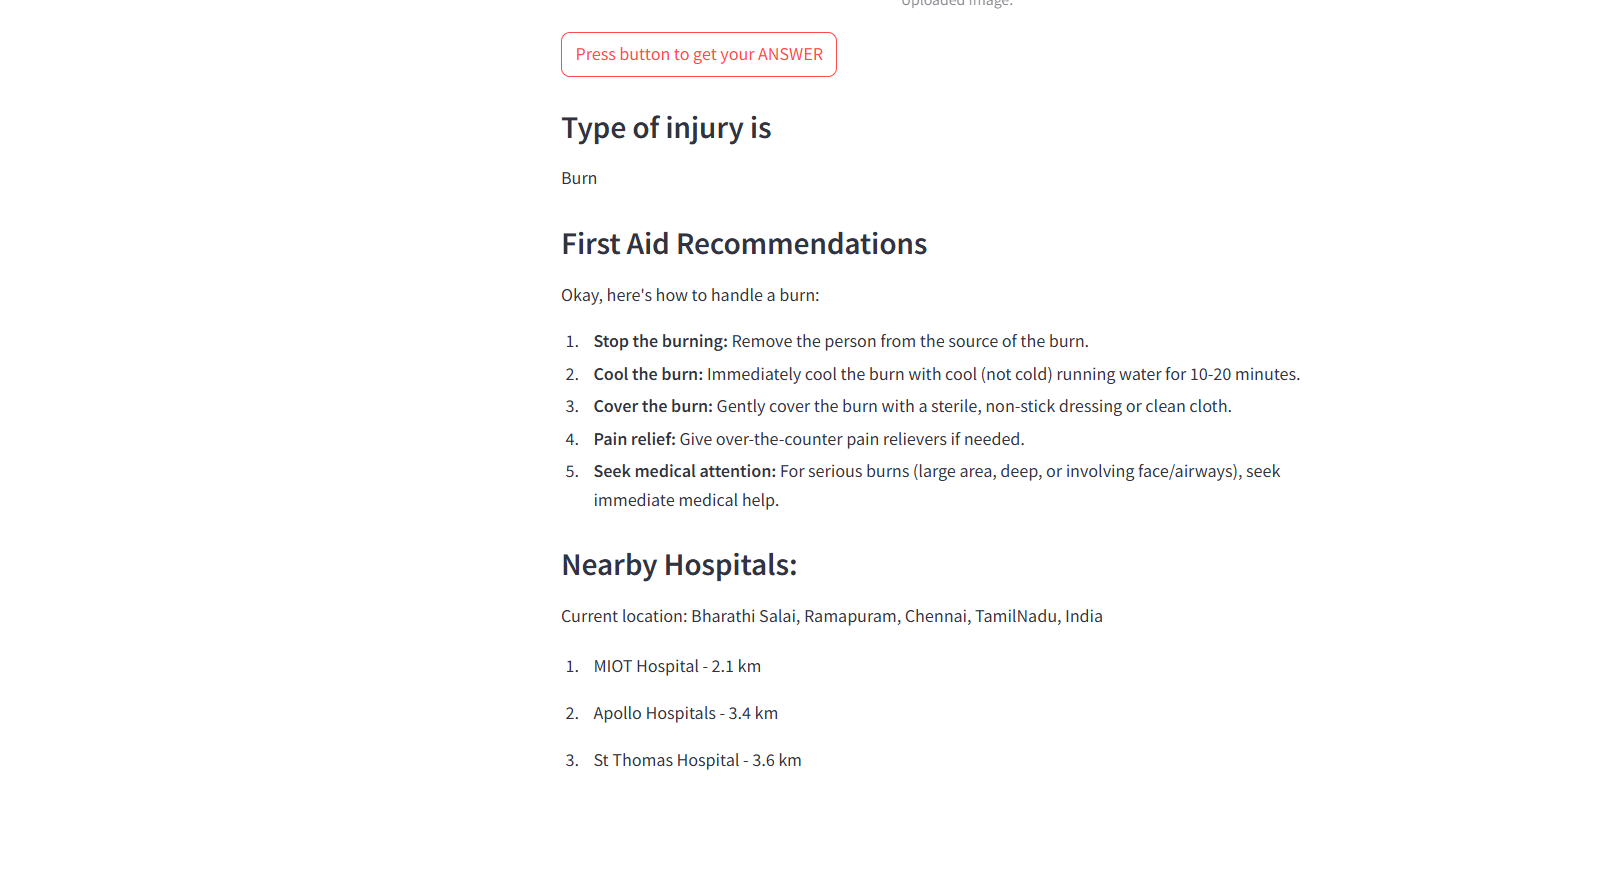 Uploaded Image.
Press button to get your ANSWER
Type of injury is
Burn
First Aid Recommendations
Okay, here's how to handle a burn:
1. Stop the burning: Remove the person from the source of the burn.
2. Cool the burn: Immediately cool the burn with cool (not cold) running water for 10-20 minutes.
3. Cover the burn: Gently cover the burn with a sterile, non-stick dressing or clean cloth.
4. Pain relief: Give over-the-counter pain relievers if needed.
5. Seek medical attention: For serious burns (large area, deep, or involving face/airways), seek
immediate medical help.
Nearby Hospitals:
Current location: Bharathi Salai, Ramapuram, Chennai, TamilNadu, India
1. MIOT Hospital - 2.1 km
2. Apollo Hospitals - 3.4 km
3. St Thomas Hospital - 3.6 km